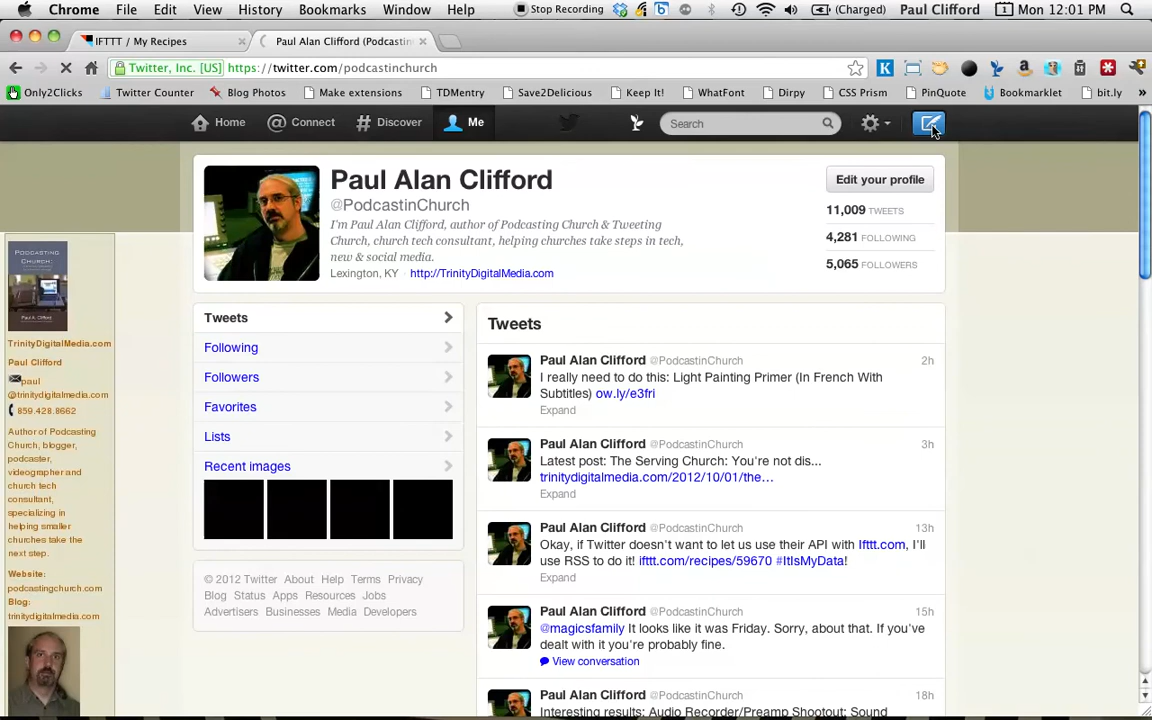 Chrome File Edit View History Bookmarks Window Help Stop Recording (Charged) Paul Clifford Mon 12:01 PM
IFTTT / My Recipes Paul Alan Clifford (Podcastin
Twitter, Inc. [US] https://twitter.com/podcastinchurch
Only2Clicks Twitter Counter Blog Photos Make extensions TDMentry Save2Delicious Keep It! WhatFont Dirpy CSS Prism PinQuote Bookmarklet bit.ly »
Home Connect Discover Me Search
Paul Alan Clifford
@PodcastinChurch
I'm Paul Alan Clifford, author of Podcasting Church & Tweeting
Church, church tech consultant, helping churches take steps in tech,
new & social media.
Lexington, KY · http://TrinityDigitalMedia.com
Edit your profile
11,009 TWEETS
4,281 FOLLOWING
5,065 FOLLOWERS
PODCASTING
CHURCH
Paul A. Clifford
TrinityDigitalMedia.com
Paul Clifford
paul
@trinitydigitalmedia.com
859.428.8662
Author of Podcasting
Church, blogger,
podcaster,
videographer and
church tech
consultant,
specializing in
helping smaller
churches take the
next step.
Website:
podcastingchurch.com
Blog:
trinitydigitalmedia.com
Tweets
Following
Followers
Favorites
Lists
Recent images
© 2012 Twitter About Help Terms Privacy
Blog Status Apps Resources Jobs
Advertisers Businesses Media Developers
Tweets
Paul Alan Clifford @PodcastinChurch 2h
I really need to do this: Light Painting Primer (In French With
Subtitles) ow.ly/e3fri
Expand
Paul Alan Clifford @PodcastinChurch 3h
Latest post: The Serving Church: You're not dis...
trinitydigitalmedia.com/2012/10/01/the…
Expand
Paul Alan Clifford @PodcastinChurch 13h
Okay, if Twitter doesn't want to let us use their API with Ifttt.com, I'll
use RSS to do it! ifttt.com/recipes/59670 #ItIsMyData!
Expand
Paul Alan Clifford @PodcastinChurch 15h
@magicsfamily It looks like it was Friday. Sorry, about that. If you've
dealt with it you're probably fine.
View conversation
Paul Alan Clifford @PodcastinChurch 18h
Interesting results: Audio Recorder/Preamp Shootout: Sound